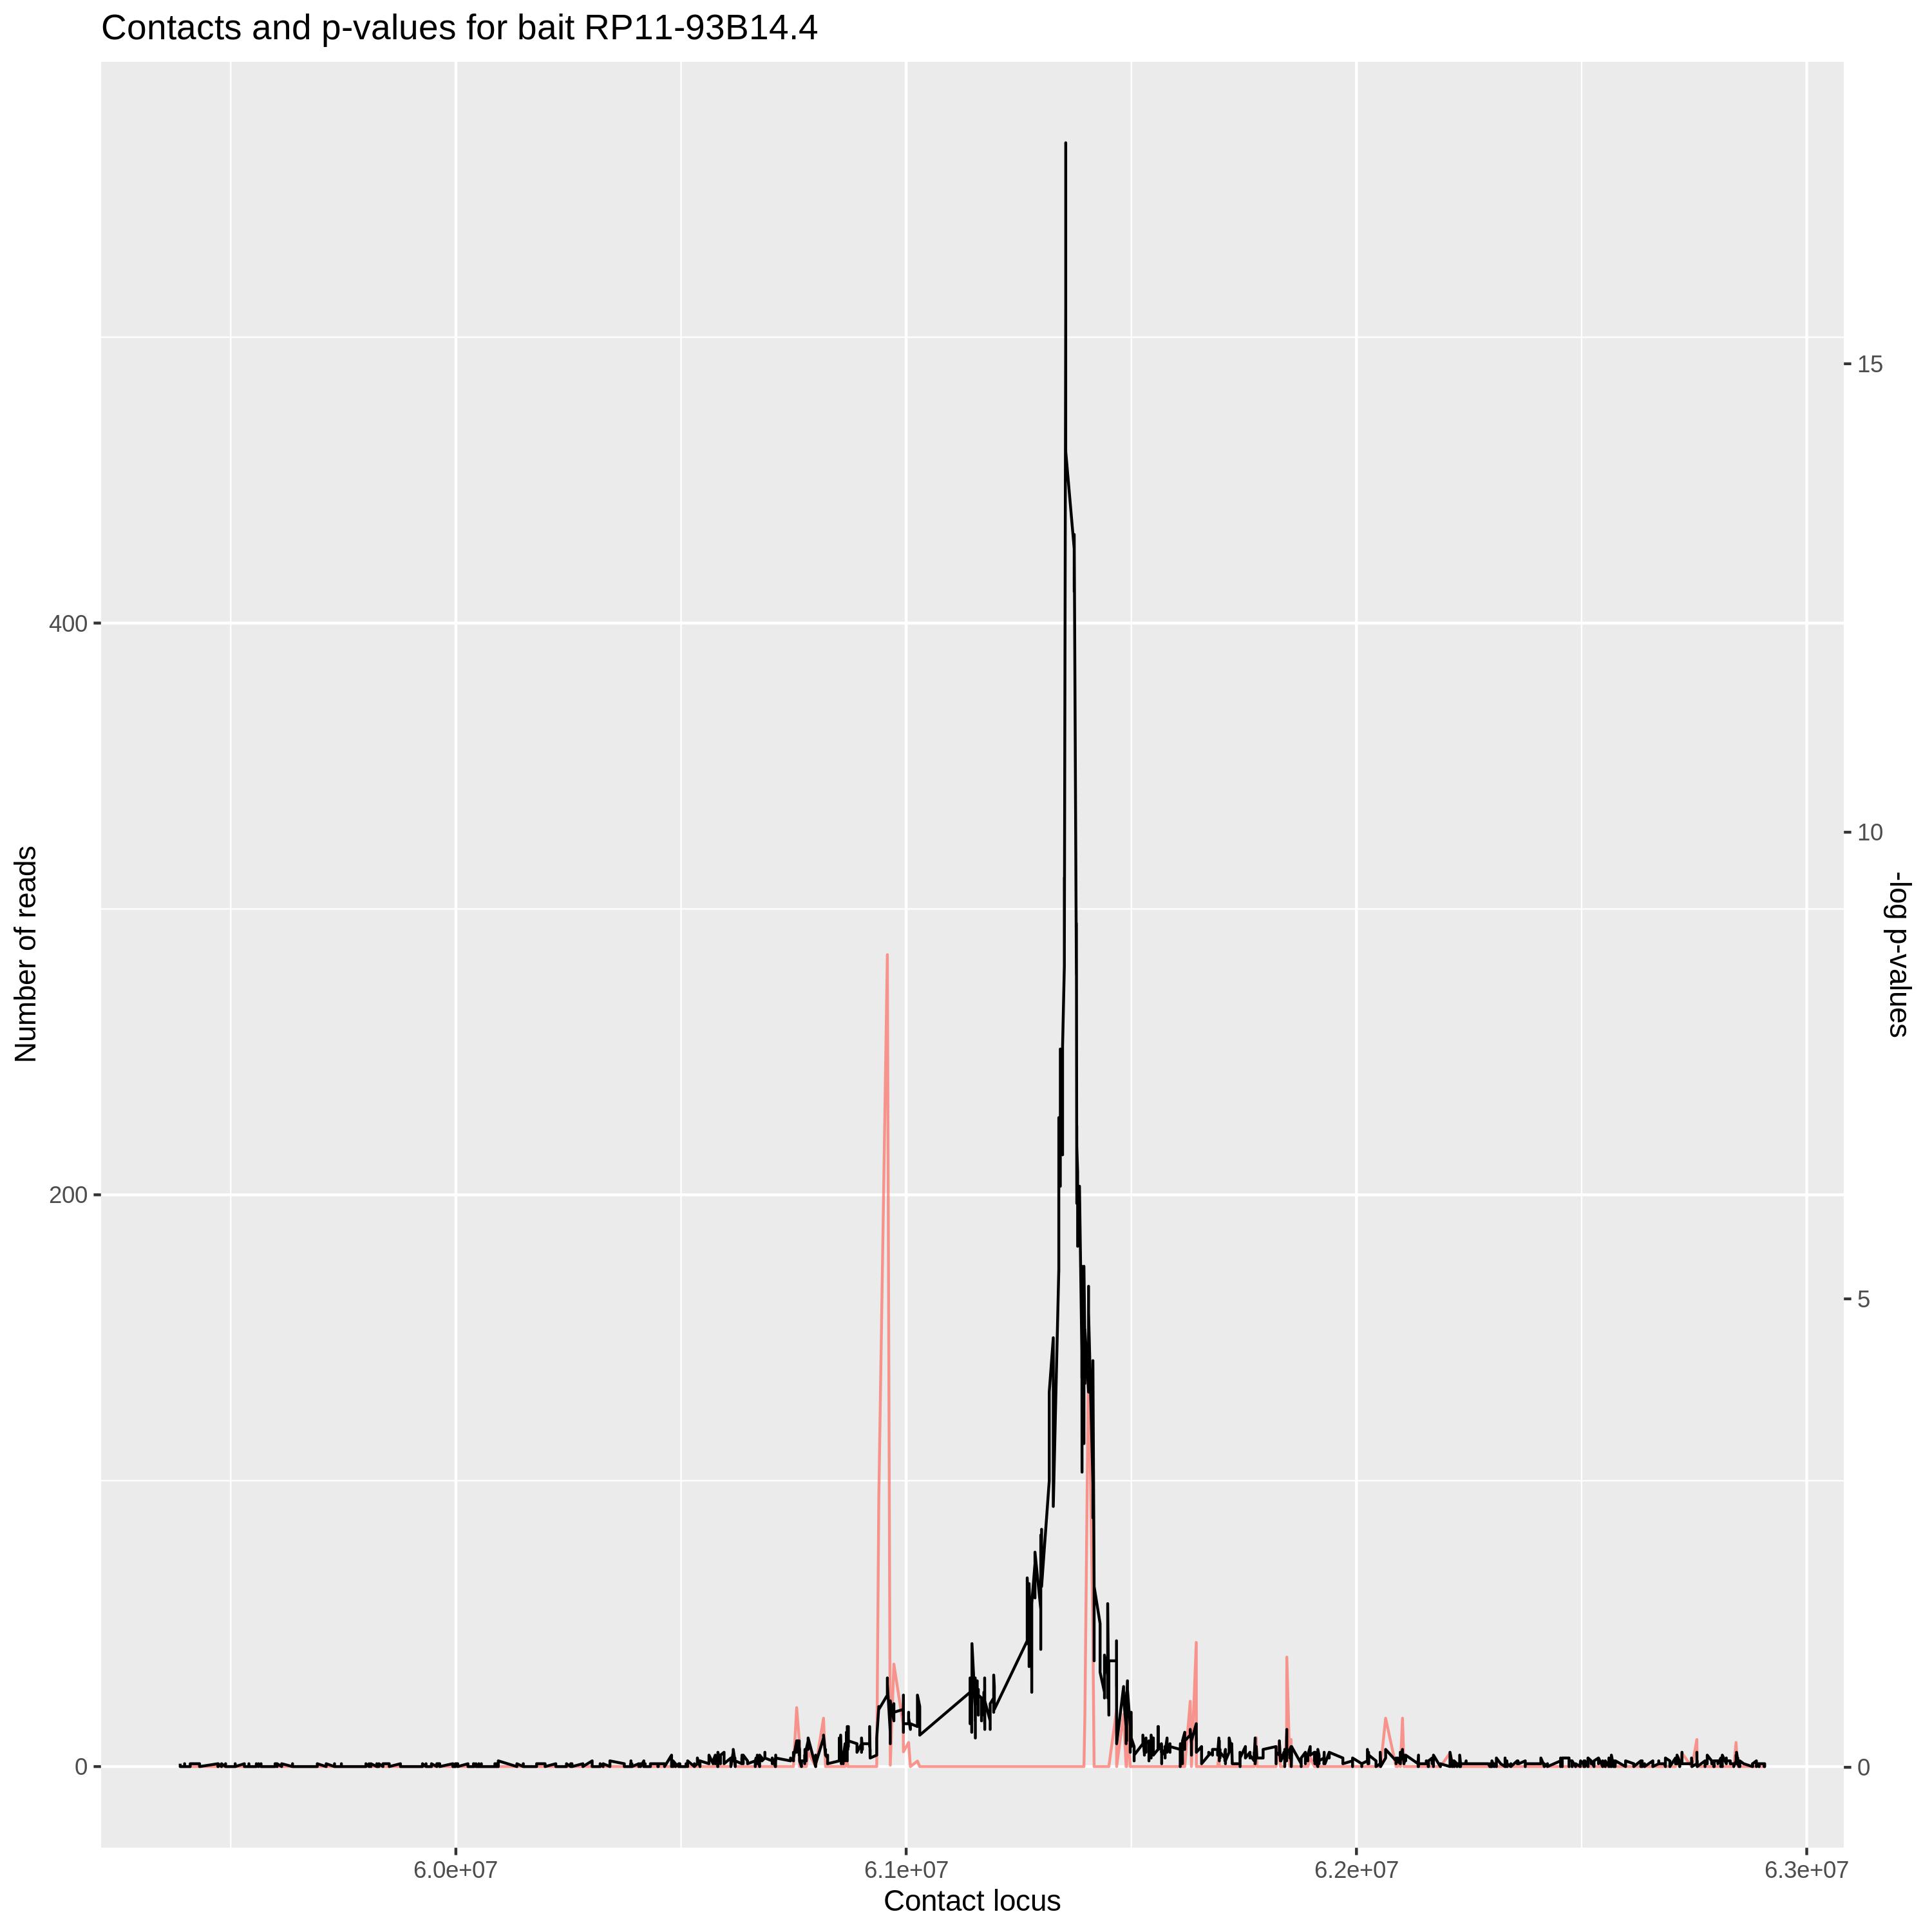 Contacts and p-values for bait RP11-93B14.4
Number of reads
400
200
0
15
10
5
0
-log p-values
6.0e+07 6.1e+07 6.2e+07 6.3e+07
Contact locus